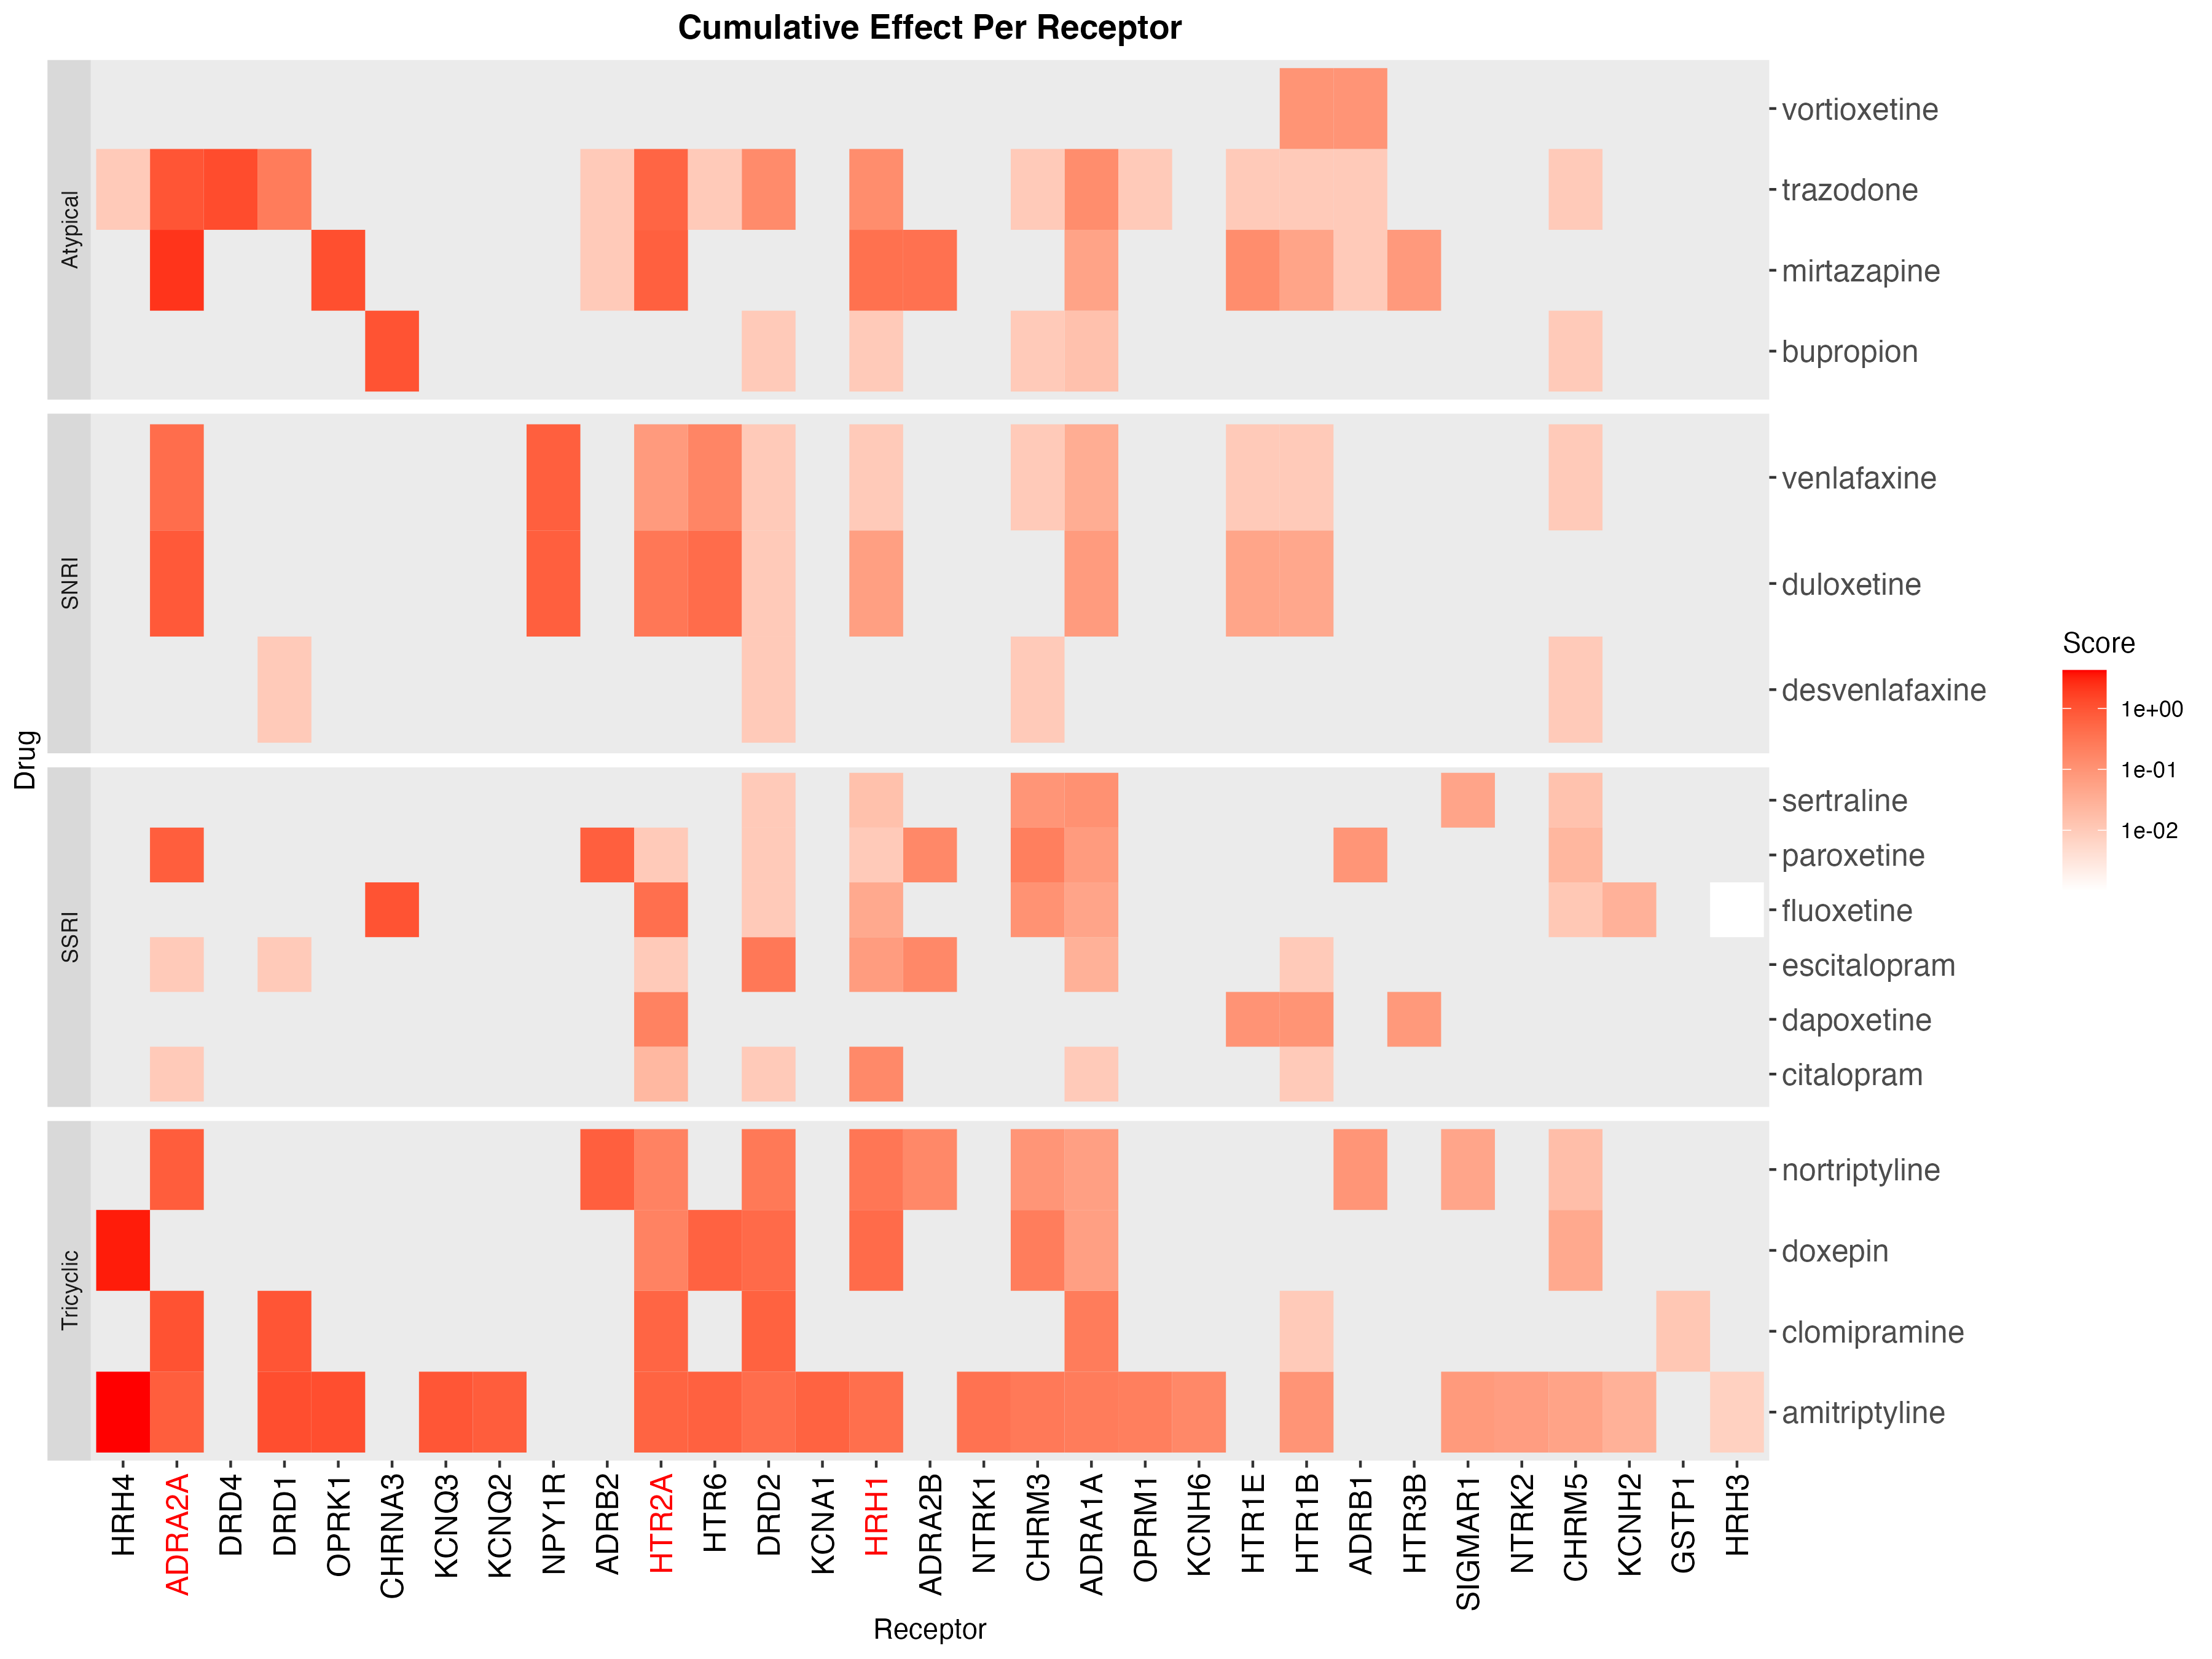 Cumulative Effect Per Receptor
Atypical
vortioxetine
trazodone
mirtazapine
bupropion
SNRI
venlafaxine
duloxetine
desvenlafaxine
SSRI
sertraline
paroxetine
fluoxetine
escitalopram
dapoxetine
citalopram
Tricyclic
nortriptyline
doxepin
clomipramine
amitriptyline
Drug
HRH4
ADRA2A
DRD4
DRD1
OPRK1
CHRNA3
KCNQ3
KCNQ2
NPY1R
ADRB2
HTR2A
HTR6
DRD2
KCNA1
HRH1
ADRA2B
NTRK1
CHRM3
ADRA1A
OPRM1
KCNH6
HTR1E
HTR1B
ADRB1
HTR3B
SIGMAR1
NTRK2
CHRM5
KCNH2
GSTP1
HRH3
Receptor
Score
1e+00
1e-01
1e-02